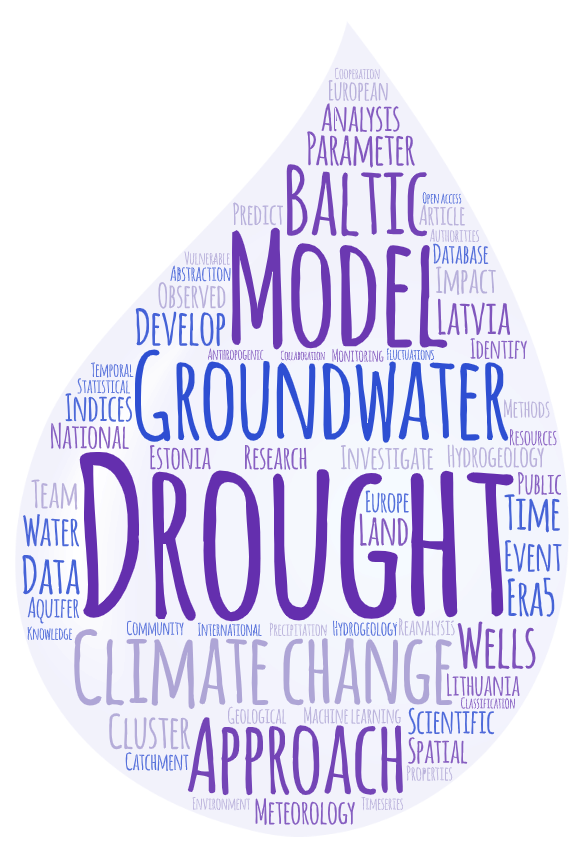 Cooperation
European
Analysis
Parameter
Baltic
Open access
Predict
Article
Authorities
Model
Database
Vulnerable
Abstraction
Impact
Observed
Latvia
Develop
Identify
Anthropogenic Collaboration Monitoring Fluctuations
Groundwater
Temporal
Statistical
Indices
Methods
National
Resources
Estonia Research Investigate Hydrogeology
Drought
Public
Team
Europe
Time
Water
Land
Event
Data
Era5
Aquifer
Knowledge
Community International Precipitation Hydrogeology Reanalysis
Wells
Climate change
Lithuania
Classification
Geological Machine learning
Scientific
Cluster
Approach
Catchment
Spatial
Properties
Environment
Timeseries
Meteorology